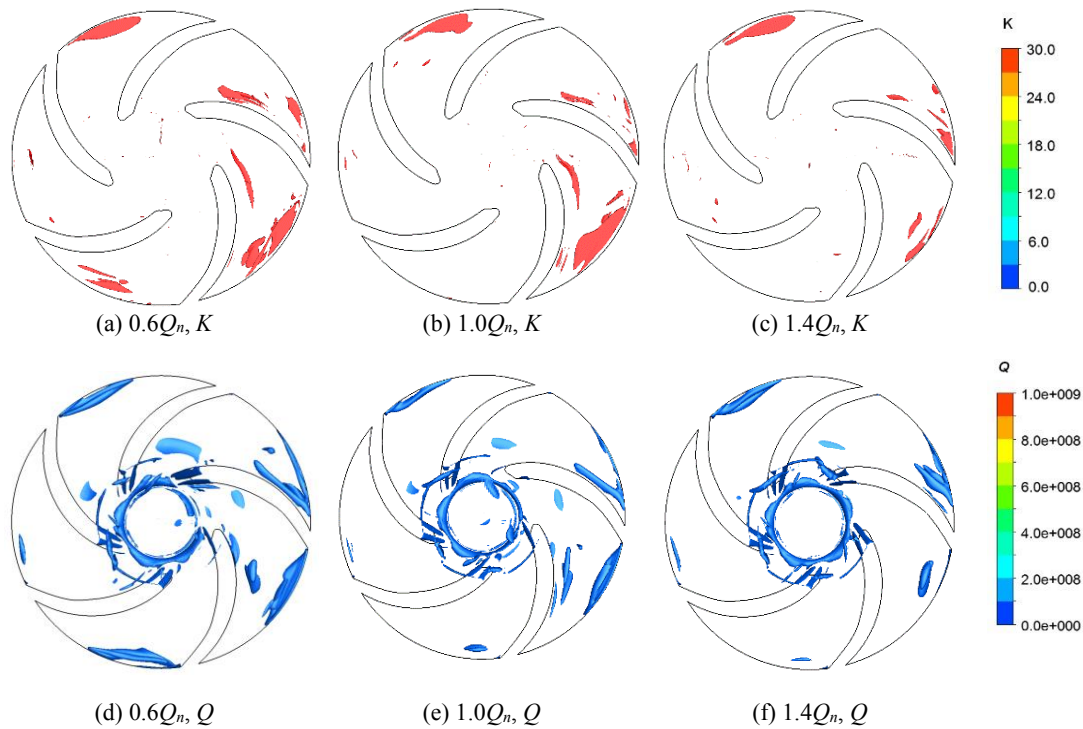 K
30.0
24.0
18.0
12.0
6.0
0.0
(a) 0.6Qn, K
(b) 1.0Qn, K
(c) 1.4Qn, K
Q
1.0e+009
8.0e+008
6.0e+008
4.0e+008
2.0e+008
0.0e+000
(d) 0.6Qn, Q
(e) 1.0Qn, Q
(f) 1.4Qn, Q